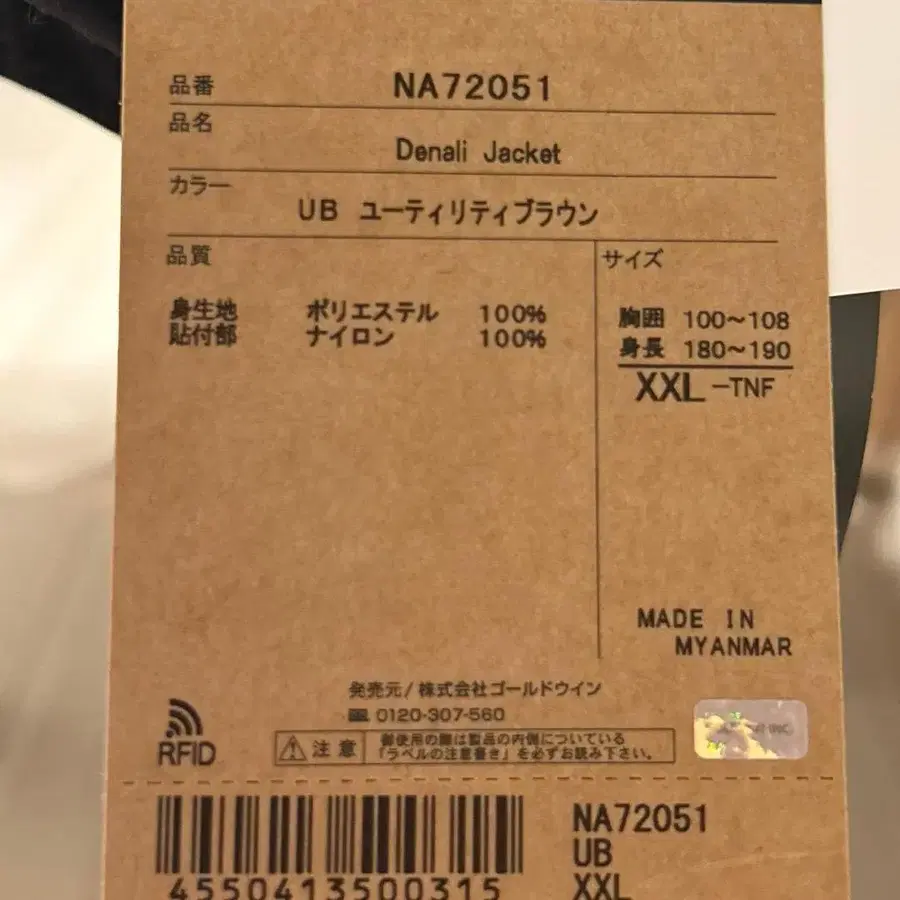 品番 NA72051
品名
Denali Jacket
カラー
UB ユーティリティブラウン
品質
サイズ
身生地 ポリエステル 100%
貼付部 ナイロン 100%
胸囲 100～108
身長 180～190
XXL -TNF
MADE IN
MYANMAR
発売元/株式会社ゴールドウイン
0120-307-560
RFID
注意
御使用の際は製品の内側についている
「ラベルの注意書き」を必ずお読み下さい。
4550413500315
NA72051
UB
XXL